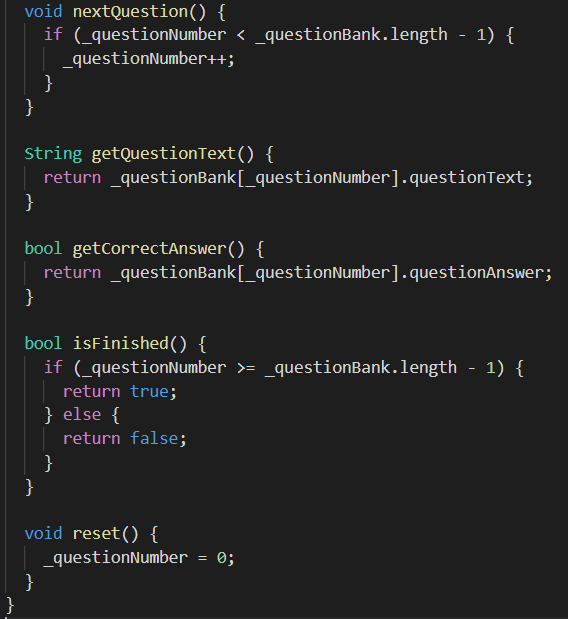 void nextQuestion() {
if (_questionNumber < _questionBank.length - 1) {
_questionNumber++;
}
}
String getQuestionText() {
return _questionBank[_questionNumber].questionText;
}
bool getCorrectAnswer() {
return _questionBank[_questionNumber].questionAnswer;
}
bool isFinished() {
if (_questionNumber >= _questionBank.length - 1) {
return true;
} else {
return false;
}
}
void reset() {
_questionNumber = 0;
}
}